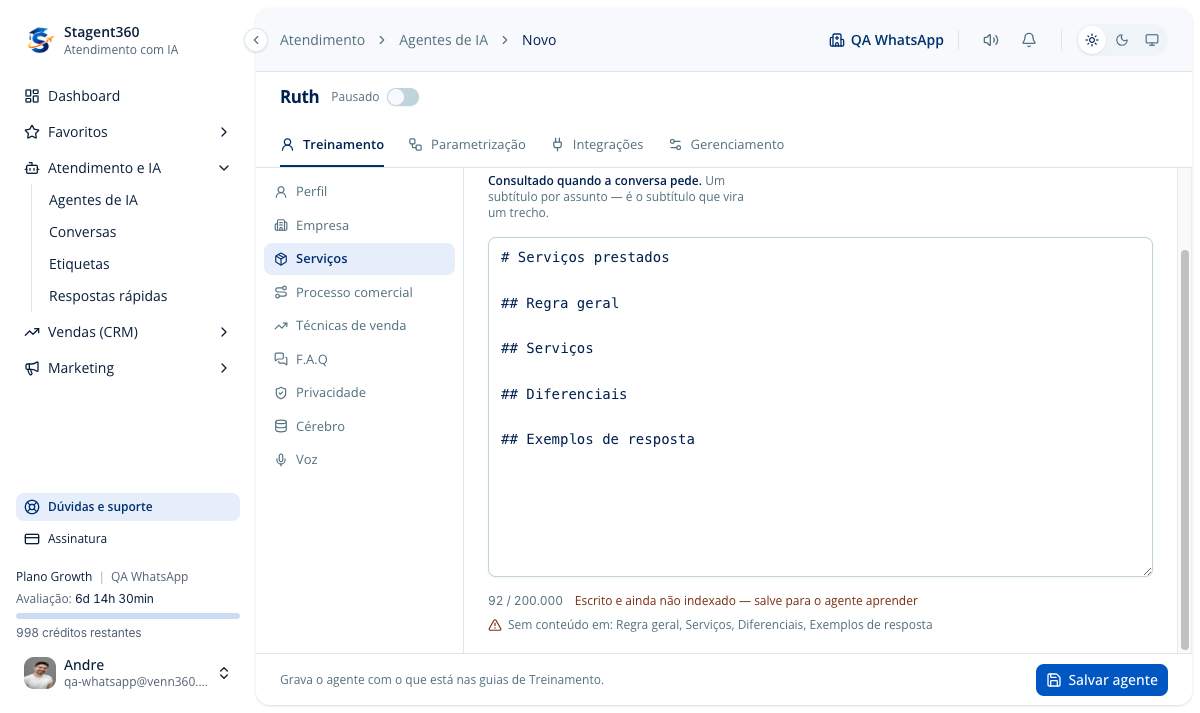 Stagent360
Atendimento com IA
Dashboard
Favoritos
Atendimento e IA
Agentes de IA
Conversas
Etiquetas
Respostas rápidas
Vendas (CRM)
Marketing
Dúvidas e suporte
Assinatura
Plano Growth | QA WhatsApp
Avaliação: 6d 14h 30min
998 créditos restantes
Andre
qa-whatsapp@venn360....
Atendimento > Agentes de IA > Novo
QA WhatsApp
Ruth Pausado
Treinamento
Parametrização
Integrações
Gerenciamento
Perfil
Empresa
Serviços
Processo comercial
Técnicas de venda
F.A.Q
Privacidade
Cérebro
Voz
Consultado quando a conversa pede. Um
subtítulo por assunto — é o subtítulo que vira
um trecho.
# Serviços prestados
## Regra geral
## Serviços
## Diferenciais
## Exemplos de resposta
92 / 200.000 Escrito e ainda não indexado — salve para o agente aprender
Sem conteúdo em: Regra geral, Serviços, Diferenciais, Exemplos de resposta
Grava o agente com o que está nas guias de Treinamento.
Salvar agente